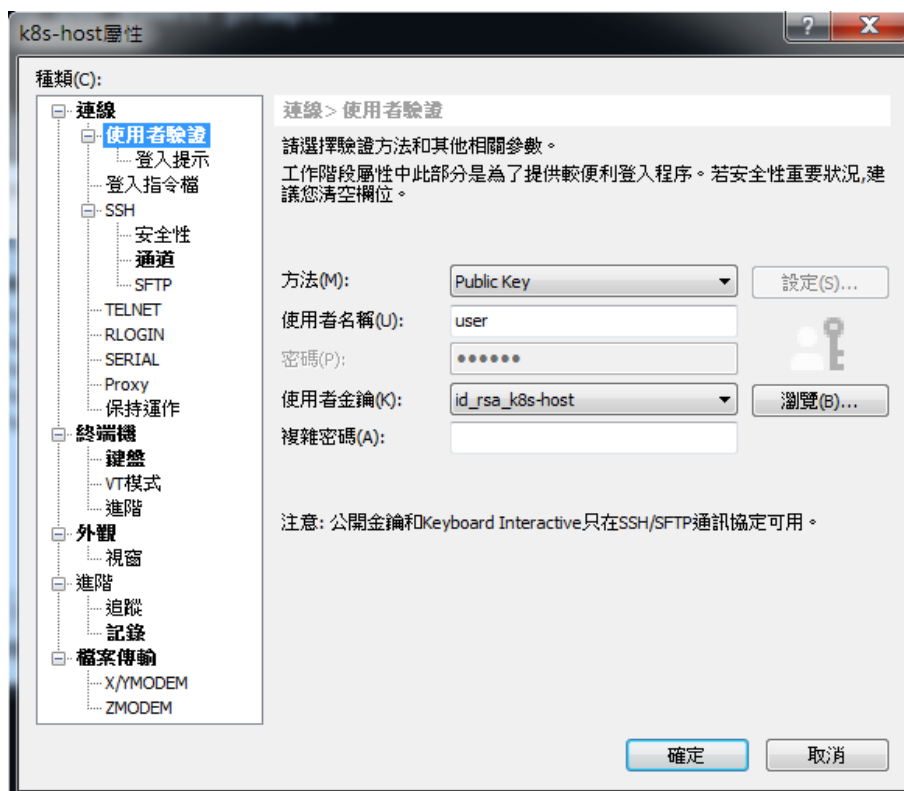 k8s-host屬性
種類(C):
連線
使用者驗證
登入提示
登入指令檔
SSH
安全性
通道
SFTP
TELNET
RLOGIN
SERIAL
Proxy
保持運作
終端機
鍵盤
VT模式
進階
外觀
視窗
進階
追蹤
記錄
檔案傳輸
X/YMODEM
ZMODEM
連線 > 使用者驗證
請選擇驗證方法和其他相關參數。
工作階段屬性中此部分是為了提供較便利登入程序。若安全性重要狀況,建
議您清空欄位。
方法(M): Public Key 設定(S)...
使用者名稱(U): user
密碼(P): ●●●●●●
使用者金鑰(K): id_rsa_k8s-host 瀏覽(B)...
複雜密碼(A):
注意: 公開金鑰和Keyboard Interactive只在SSH/SFTP通訊協定可用。
確定 取消